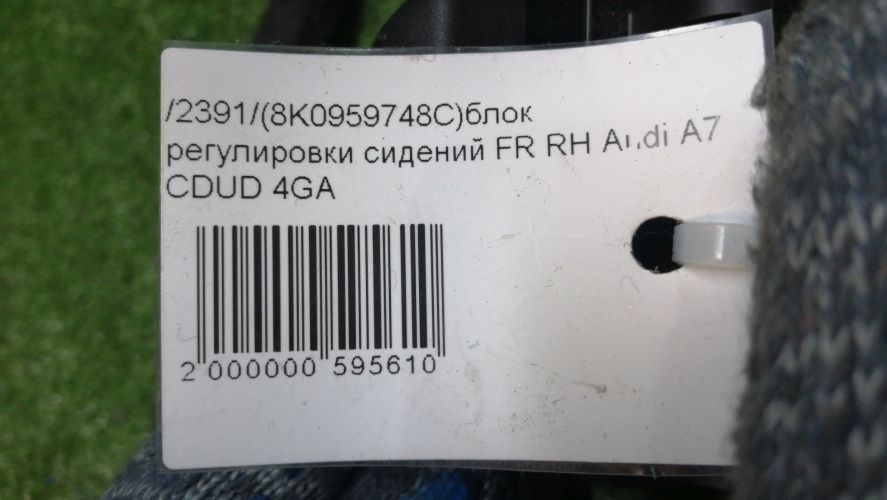 /2391/(8K0959748C)блок
регулировки сидений FR RH Audi A7
CDUD 4GA
2 000000 595610